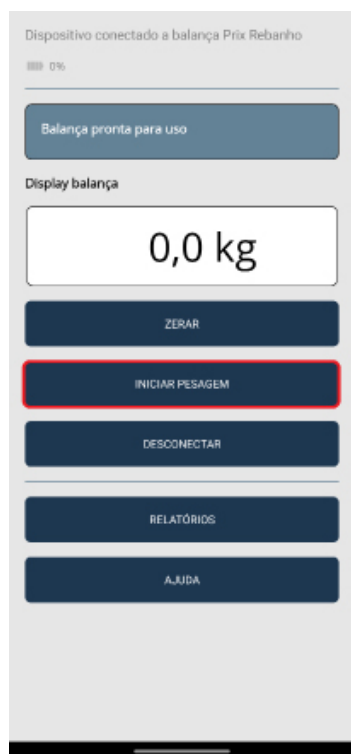 Dispositivo conectado a balança Prix Rebanho
0%
Balança pronta para uso
Display balança
0,0 kg
ZERAR
INICIAR PESAGEM
DESCONECTAR
RELATÓRIOS
AJUDA